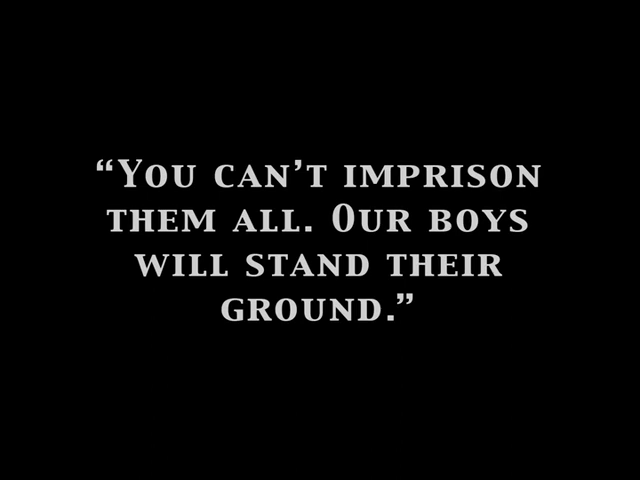 “You can’t imprison
them all. Our boys
will stand their
ground.”